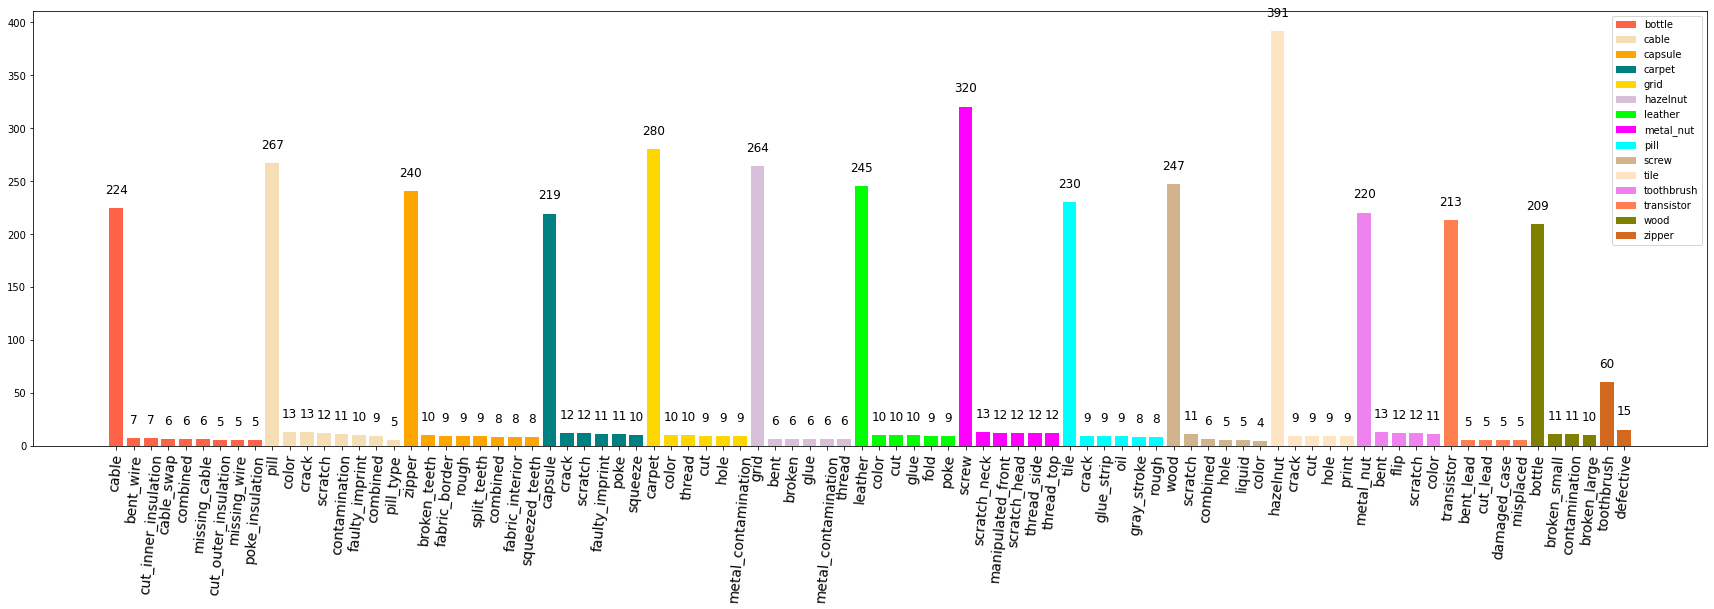 400
350
300
250
200
150
100
50
0
224
7
7
6
6
6
5
5
5
267
13
13
12
11
10
9
5
240
10
9
9
9
8
8
8
219
12
12
11
11
10
280
10
10
9
9
9
264
6
6
6
6
6
245
10
10
10
9
9
320
13
12
12
12
12
230
9
9
9
8
8
247
11
6
5
5
4
391
9
9
9
9
220
13
12
12
11
213
5
5
5
5
209
11
11
10
60
15
bottle
cable
capsule
carpet
grid
hazelnut
leather
metal_nut
pill
screw
tile
toothbrush
transistor
wood
zipper
cable
bent_wire
cut_inner_insulation
cable_swap
combined
missing_cable
cut_outer_insulation
missing_wire
poke_insulation
pill
color
crack
scratch
contamination
faulty_imprint
combined
pill_type
zipper
broken_teeth
fabric_border
rough
split_teeth
combined
fabric_interior
squeezed_teeth
capsule
crack
scratch
faulty_imprint
poke
squeeze
carpet
color
thread
cut
hole
metal_contamination
grid
bent
broken
glue
metal_contamination
thread
leather
color
cut
glue
fold
poke
screw
scratch_neck
manipulated_front
scratch_head
thread_side
thread_top
tile
crack
glue_strip
oil
gray_stroke
rough
wood
scratch
combined
hole
liquid
color
hazelnut
crack
cut
hole
print
metal_nut
bent
flip
scratch
color
transistor
bent_lead
cut_lead
damaged_case
misplaced
bottle
broken_small
contamination
broken_large
toothbrush
defective